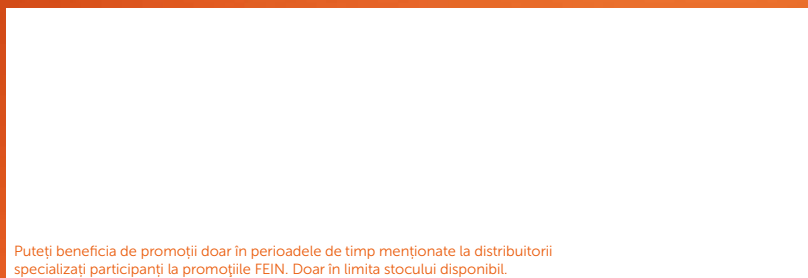 Puteți beneficia de promoții doar în perioadele de timp menționate la distribuitorii
specializați participanți la promoțiile FEIN. Doar în limita stocului disponibil.